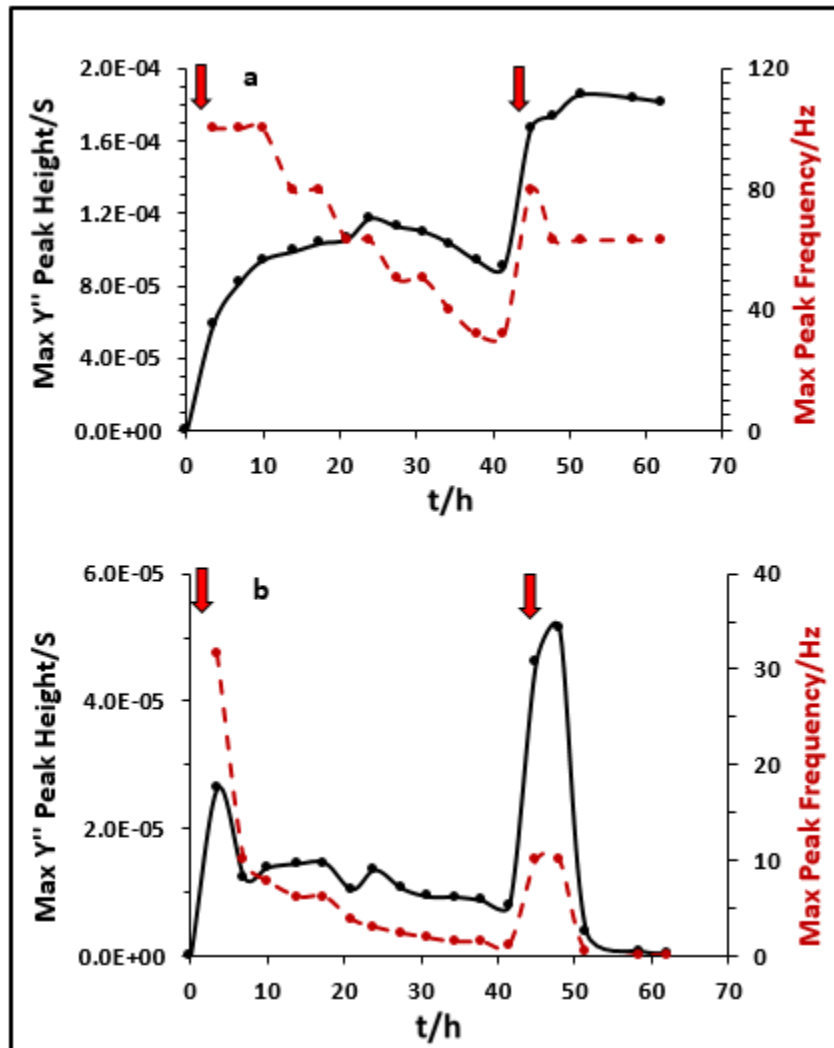 a
Max Y'' Peak Height/S
2.0E-04
1.6E-04
1.2E-04
8.0E-05
4.0E-05
0.0E+00
120
80
40
0
Max Peak Frequency/Hz
0 10 20 30 40 50 60 70
t/h
b
Max Y'' Peak Height/S
6.0E-05
4.0E-05
2.0E-05
0.0E+00
40
30
20
10
0
Max Peak Frequency/Hz
0 10 20 30 40 50 60 70
t/h